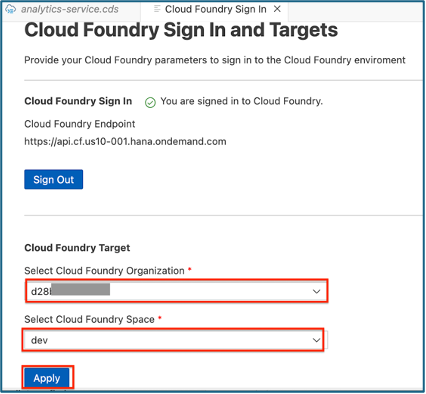 analytics-service.cds
Cloud Foundry Sign In
Cloud Foundry Sign In and Targets
Provide your Cloud Foundry parameters to sign in to the Cloud Foundry enviroment
Cloud Foundry Sign In
You are signed in to Cloud Foundry.
Cloud Foundry Endpoint
https://api.cf.us10-001.hana.ondemand.com
Sign Out
Cloud Foundry Target
Select Cloud Foundry Organization *
Select Cloud Foundry Space *
dev
Apply